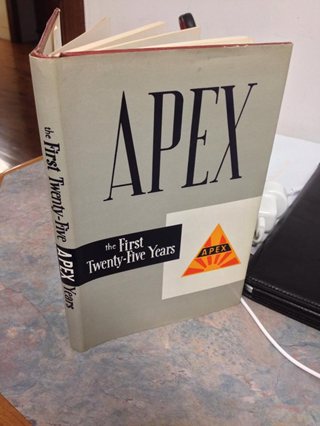 APEX
the First
Twenty-Five Years
APEX
the First Twenty-Five APEX Years